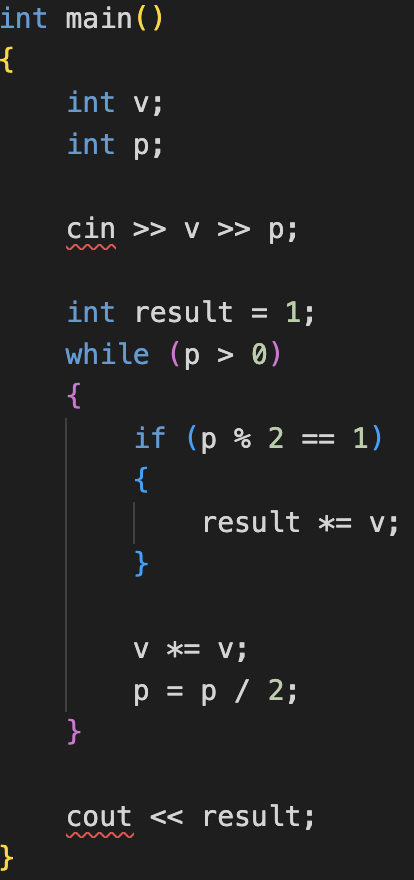 int main()
{
    int v;
    int p;

    cin >> v >> p;

    int result = 1;
    while (p > 0)
    {
        if (p % 2 == 1)
        {
            result *= v;
        }

        v *= v;
        p = p / 2;
    }

    cout << result;
}